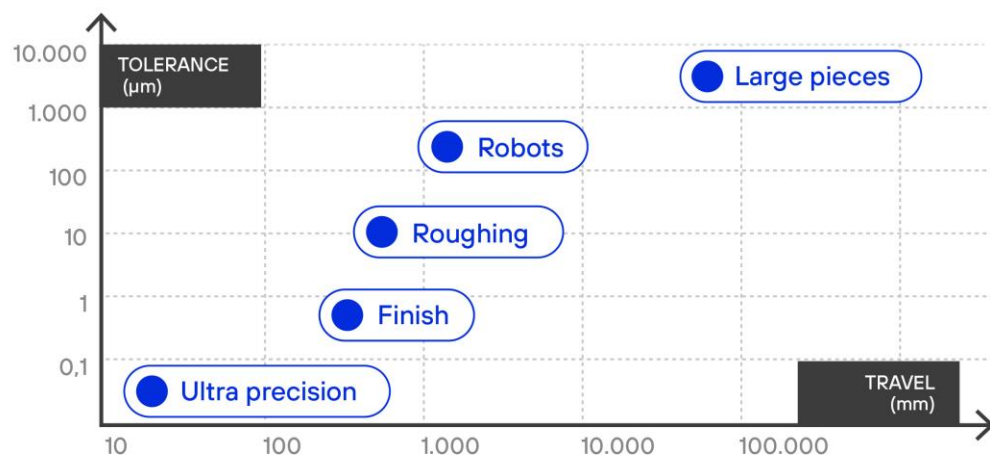 10.000
TOLERANCE
(µm)
Large pieces
1.000
Robots
100
10
Roughing
1
Finish
0,1
Ultra precision
TRAVEL
(mm)
10
100
1.000
10.000
100.000